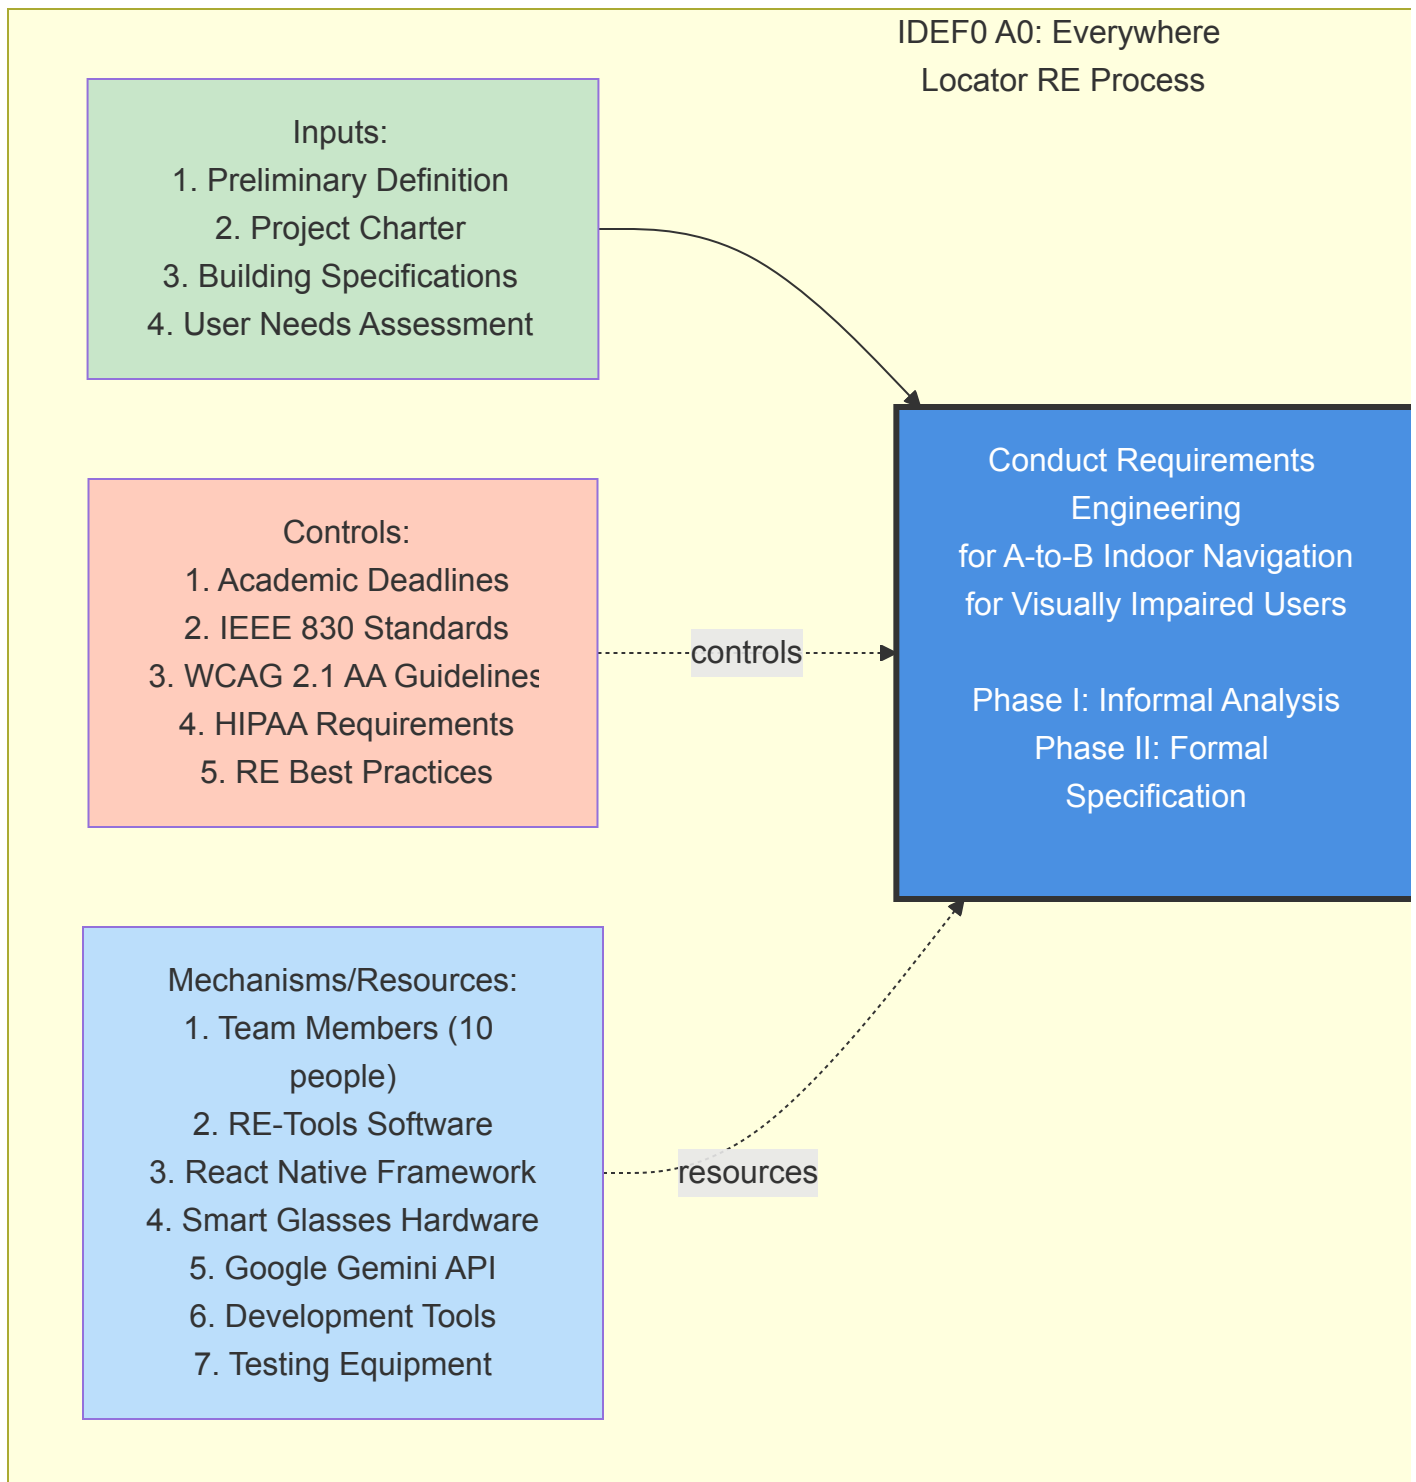 IDEF0 A0: Everywhere
Locator RE Process
Inputs:
1. Preliminary Definition
2. Project Charter
3. Building Specifications
4. User Needs Assessment
Controls:
1. Academic Deadlines
2. IEEE 830 Standards
3. WCAG 2.1 AA Guidelines
4. HIPAA Requirements
5. RE Best Practices
controls
Conduct Requirements
Engineering
for A-to-B Indoor Navigation
for Visually Impaired Users
Phase I: Informal Analysis
Phase II: Formal
Specification
Mechanisms/Resources:
1. Team Members (10
people)
2. RE-Tools Software
3. React Native Framework
4. Smart Glasses Hardware
5. Google Gemini API
6. Development Tools
7. Testing Equipment
resources